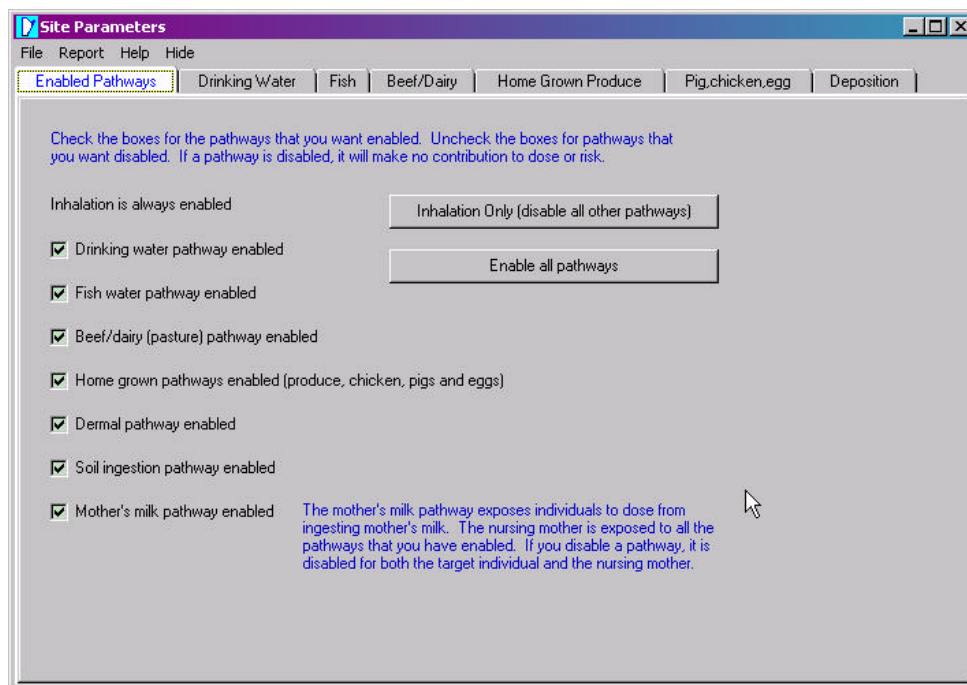 Site Parameters
File Report Help Hide
Enabled Pathways Drinking Water Fish Beef/Dairy Home Grown Produce Pig,chicken,egg Deposition
Check the boxes for the pathways that you want enabled. Uncheck the boxes for pathways that
you want disabled. If a pathway is disabled, it will make no contribution to dose or risk.
Inhalation is always enabled
Inhalation Only (disable all other pathways)
Drinking water pathway enabled
Enable all pathways
Fish water pathway enabled
Beef/dairy (pasture) pathway enabled
Home grown pathways enabled (produce, chicken, pigs and eggs)
Dermal pathway enabled
Soil ingestion pathway enabled
Mother's milk pathway enabled
The mother's milk pathway exposes individuals to dose from
ingesting mother's milk. The nursing mother is exposed to all the
pathways that you have enabled. If you disable a pathway, it is
disabled for both the target individual and the nursing mother.